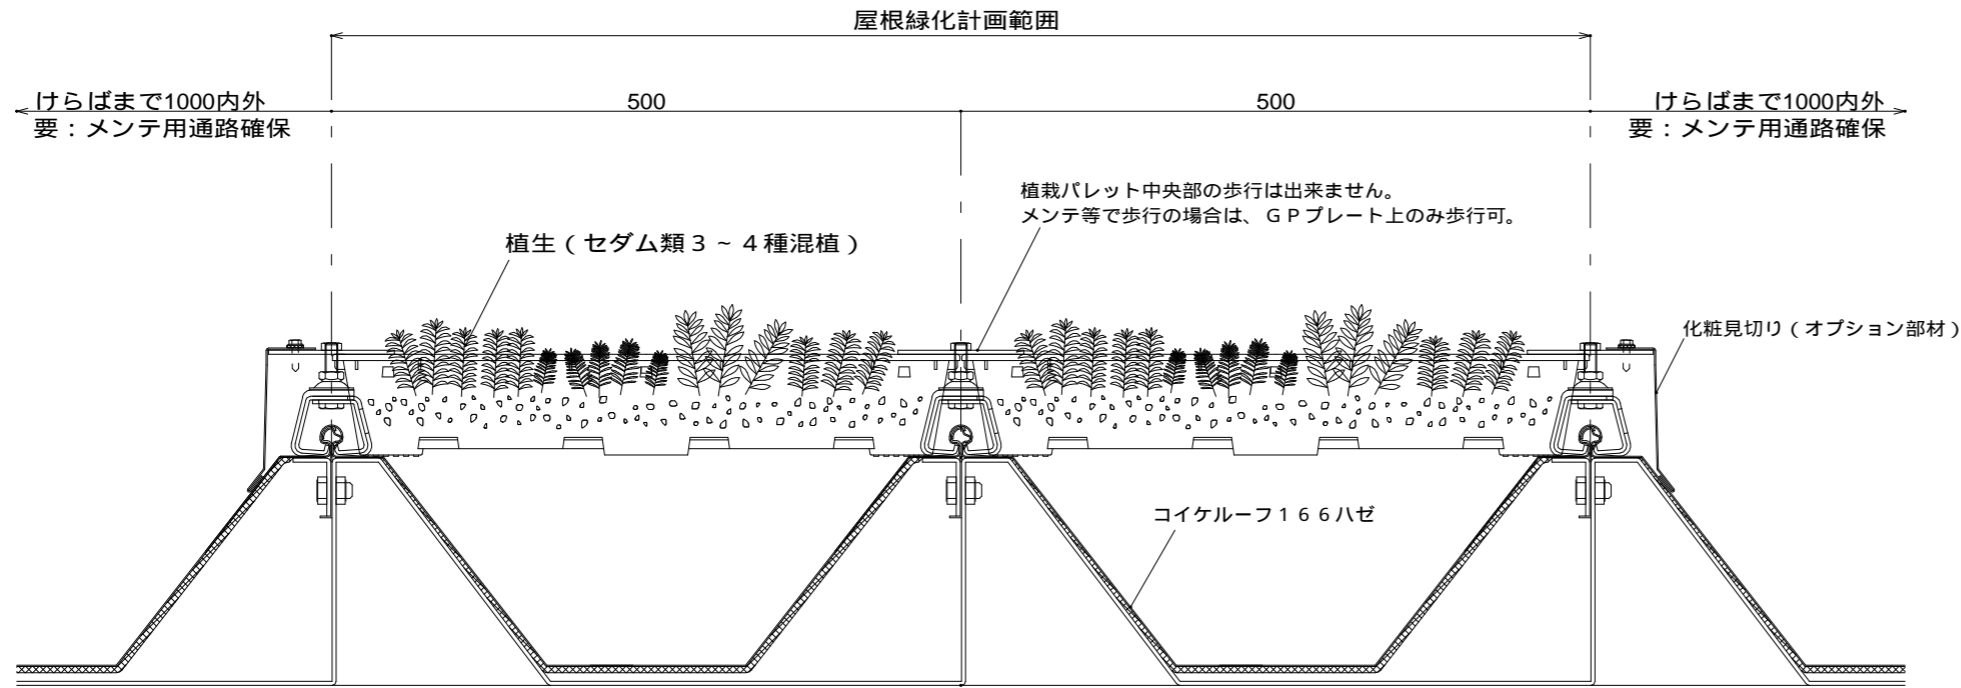 屋根緑化計画範囲
けらばまで1000内外
要：メンテ用通路確保
500
500
けらばまで1000内外
要：メンテ用通路確保
植栽パレット中央部の歩行は出来ません。
メンテ等で歩行の場合は、ＧＰプレート上のみ歩行可。
植生（セダム類３～４種混植）
化粧見切り（オプション部材）
コイケルーフ１６６ハゼ